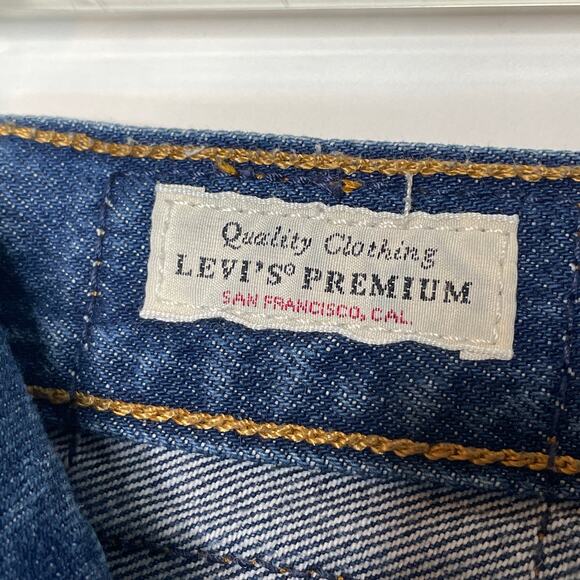 Quality Clothing
LEVI'S® PREMIUM
SAN FRANCISCO, CAL.